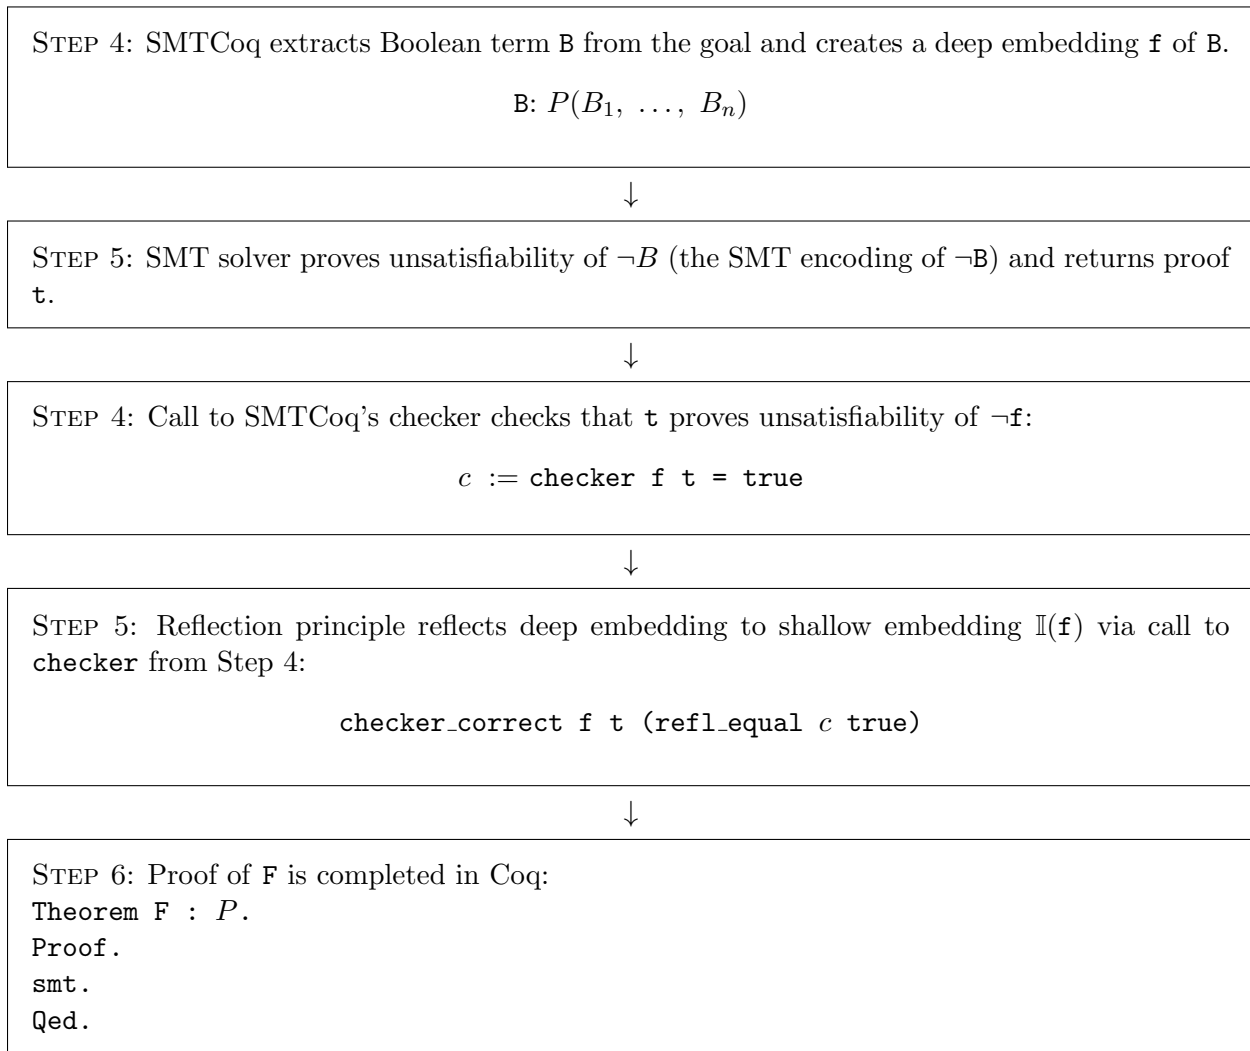 STEP 4: SMTCoq extracts Boolean term B from the goal and creates a deep embedding f of B.
B: P(B₁, …, Bₙ)
↓
STEP 5: SMT solver proves unsatisfiability of ¬B (the SMT encoding of ¬B) and returns proof
t.
↓
STEP 4: Call to SMTCoq's checker checks that t proves unsatisfiability of ¬f:
c := checker f t = true
↓
STEP 5: Reflection principle reflects deep embedding to shallow embedding 𝕀(f) via call to
checker from Step 4:
checker_correct f t (refl_equal c true)
↓
STEP 6: Proof of F is completed in Coq:
Theorem F : P.
Proof.
smt.
Qed.